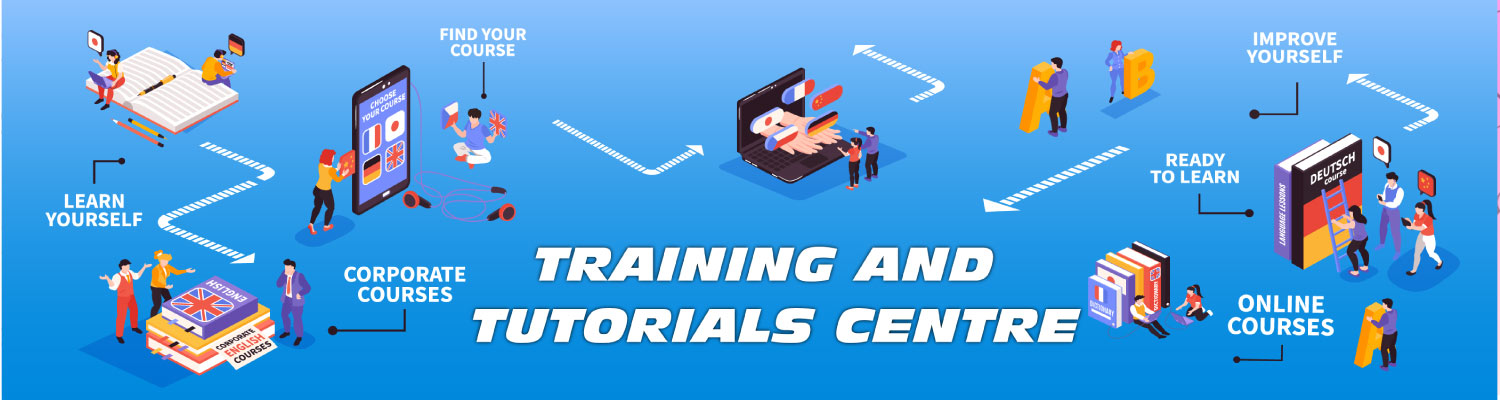 FIND YOUR
COURSE
IMPROVE
YOURSELF
CHOOSE
YOUR COURSE
READY
TO LEARN
DEUTSCH
course
LANGUAGE LESSONS
LEARN
YOURSELF
TRAINING AND
TUTORIALS CENTRE
CORPORATE
COURSES
ENGLISH
CORPORATE
ENGLISH
COURSES
DICTIONARY
DICTIONARY
ONLINE
COURSES
A
B
A